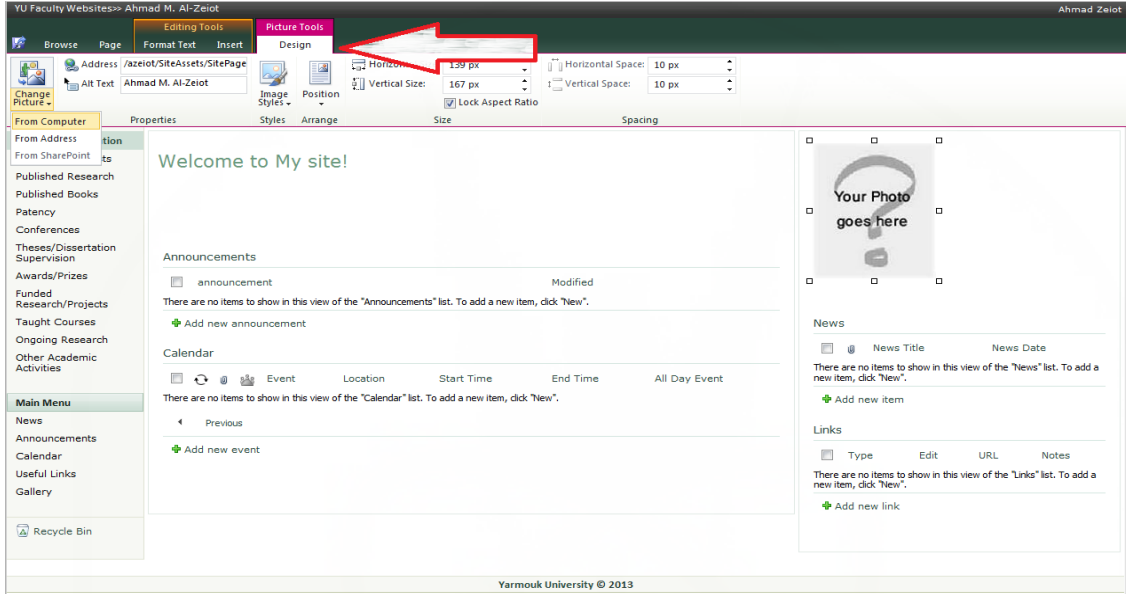 YU Faculty Websites>> Ahmad M. Al-Zeiot
Ahmad Zeiot
Editing Tools
Picture Tools
Browse Page Format Text Insert Design
Address /azeiot/SiteAssets/SitePage
Alt Text Ahmad M. Al-Zeiot
Change
Picture
Image
Styles
Position
139 px
Vertical Size: 167 px
Lock Aspect Ratio
Horizontal Space: 10 px
Vertical Space: 10 px
Properties Styles Arrange Size Spacing
From Computer
From Address
From SharePoint
Published Research
Published Books
Patency
Conferences
Theses/Dissertation
Supervision
Awards/Prizes
Funded
Research/Projects
Taught Courses
Ongoing Research
Other Academic
Activities
Main Menu
News
Announcements
Calendar
Useful Links
Gallery
Recycle Bin
Welcome to My site!
Announcements
announcement Modified
There are no items to show in this view of the "Announcements" list. To add a new item, click "New".
Add new announcement
Calendar
Event Location Start Time End Time All Day Event
There are no items to show in this view of the "Calendar" list. To add a new item, click "New".
Previous
Add new event
Your Photo
goes here
News
News Title News Date
There are no items to show in this view of the "News" list. To add a
new item, click "New".
Add new item
Links
Type Edit URL Notes
There are no items to show in this view of the "Links" list. To add a
new item, click "New".
Add new link
Yarmouk University © 2013